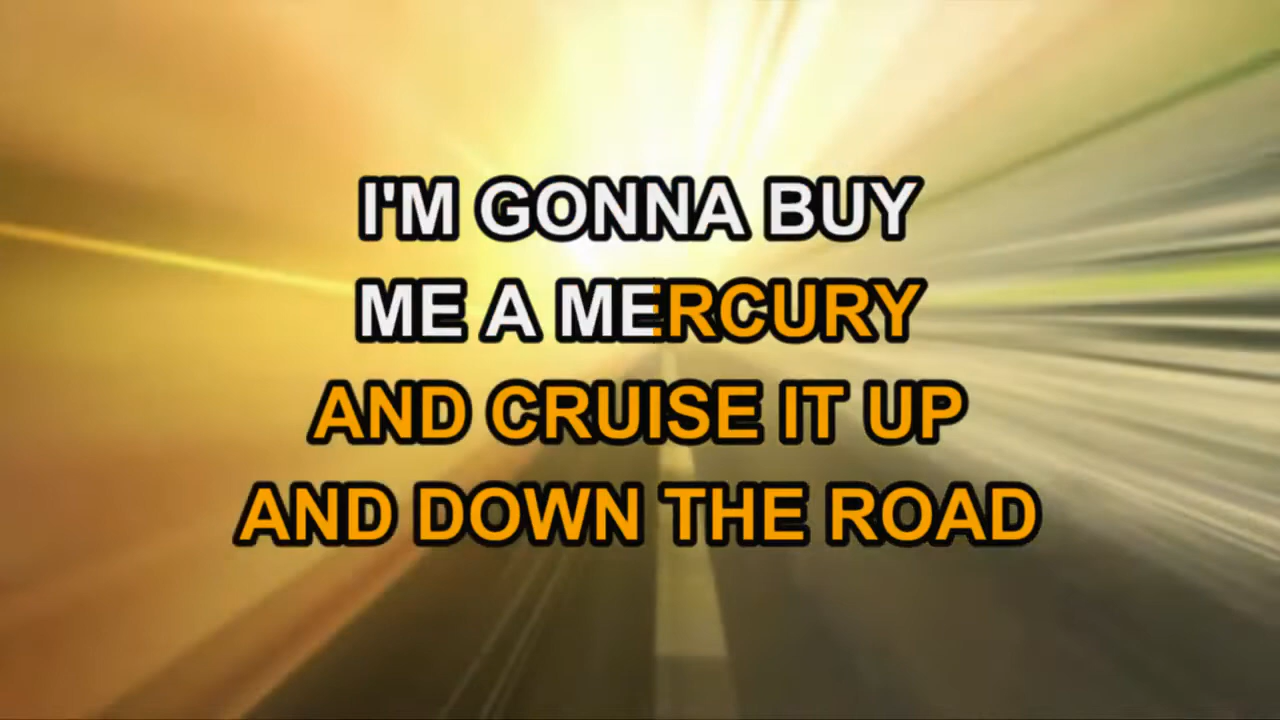 I'M GONNA BUY
ME A MERCURY
AND CRUISE IT UP
AND DOWN THE ROAD